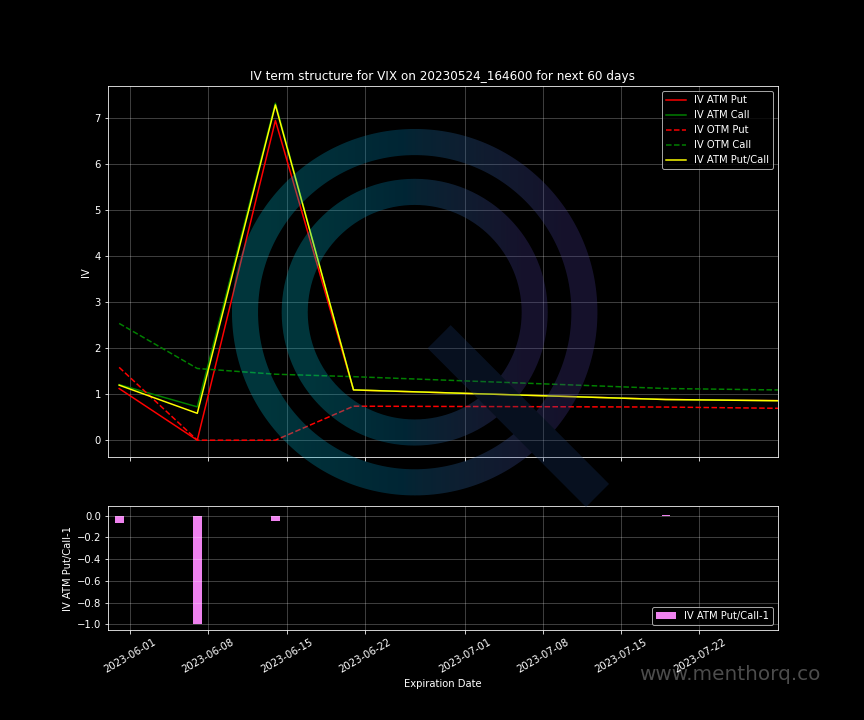 IV term structure for VIX on 20230524_164600 for next 60 days
IV ATM Put
IV ATM Call
IV OTM Put
IV OTM Call
IV ATM Put/Call
7
6
5
4
3
2
1
0
IV
0.0
−0.2
−0.4
−0.6
−0.8
−1.0
IV ATM Put/Call-1
IV ATM Put/Call-1
2023-06-01
2023-06-08
2023-06-15
2023-06-22
2023-07-01
2023-07-08
2023-07-15
2023-07-22
Expiration Date
www.menthorq.co